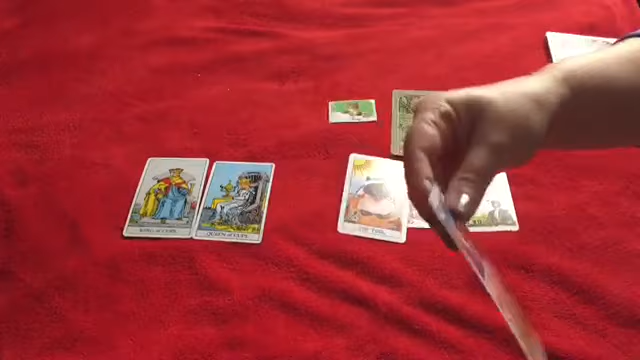 KING of CUPS.
QUEEN of CUPS.
THE FOOL.